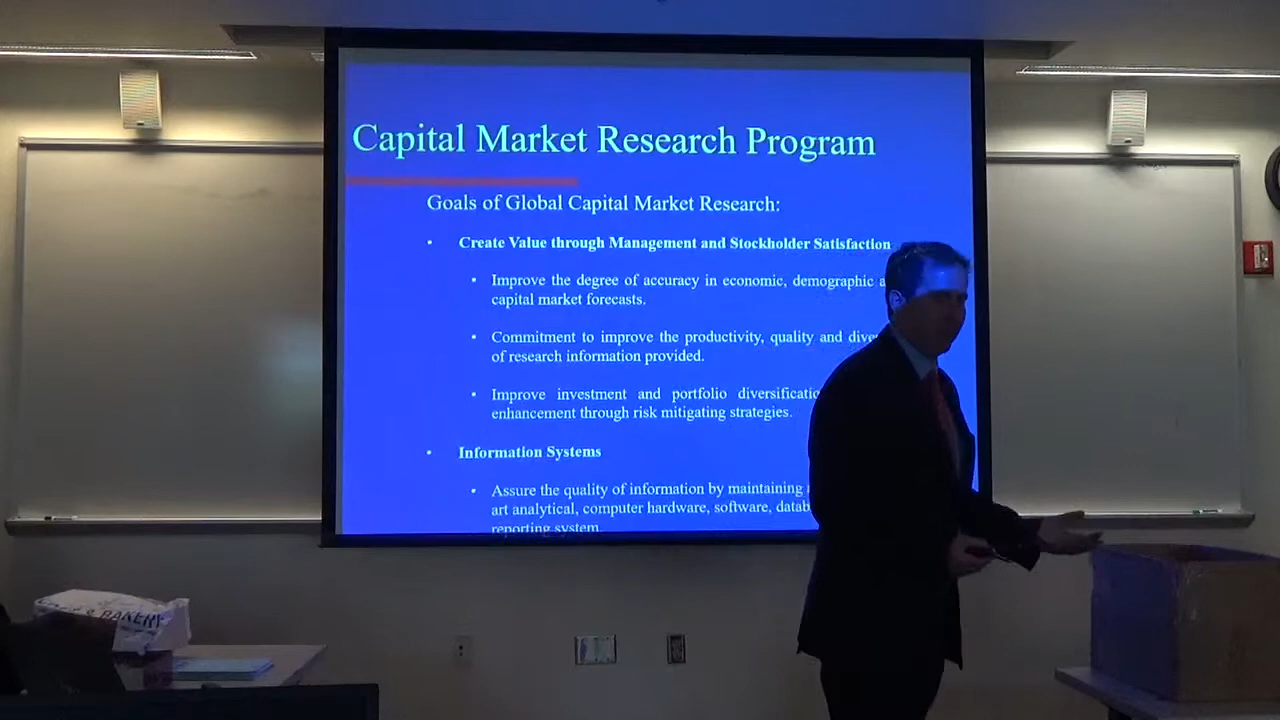 Capital Market Research Program
Goals of Global Capital Market Research:
• Create Value through Management and Stockholder Satisfaction
• Improve the degree of accuracy in economic, demographic
capital market forecasts.
• Commitment to improve the productivity, quality and
of research information provided.
• Improve investment and portfolio
enhancement through risk mitigating strategies.
• Information Systems
• Assure the quality of information by maintaining
art analytical, computer hardware, software,
reporting system
BAKERY